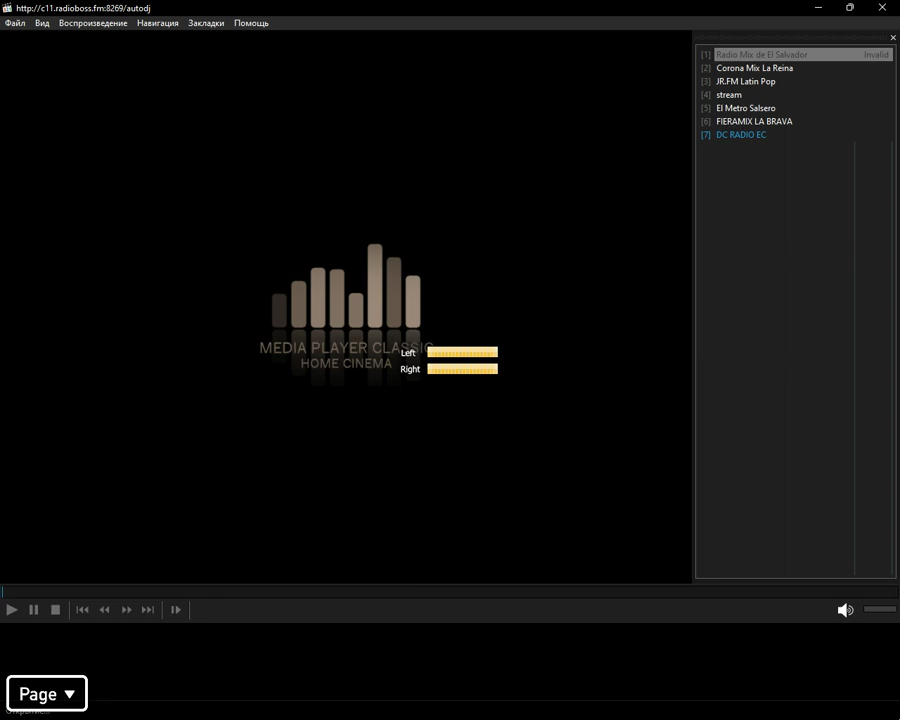 http://c11.radioboss.fm:8269/autodj
Файл Вид Воспроизведение Навигация Закладки Помощь
[1] Radio Mix de El Salvador Invalid
[2] Corona Mix La Reina
[3] JR.FM Latin Pop
[4] stream
[5] El Metro Salsero
[6] FIERAMIX LA BRAVA
[7] DC RADIO EC
MEDIA PLAYER CLASSIC
HOME CINEMA
Left
Right
Page ▼